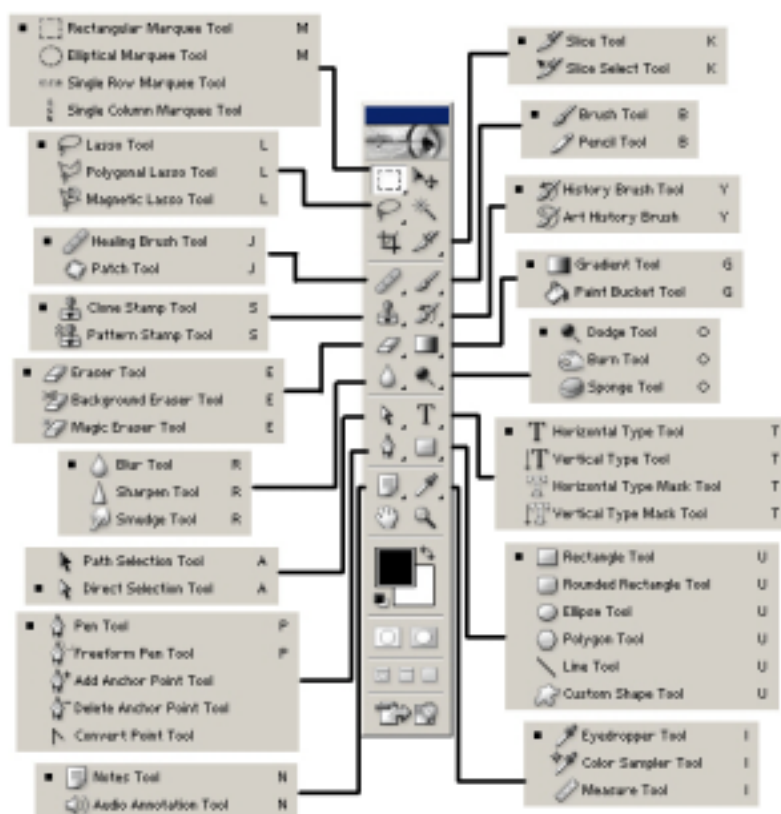 Rectangular Marquee Tool M
Elliptical Marquee Tool M
Single Row Marquee Tool
Single Column Marquee Tool
Lasso Tool L
Polygonal Lasso Tool L
Magnetic Lasso Tool L
Healing Brush Tool J
Patch Tool J
Clone Stamp Tool S
Pattern Stamp Tool S
Eraser Tool E
Background Eraser Tool E
Magic Eraser Tool E
Blur Tool R
Sharpen Tool R
Smudge Tool R
Path Selection Tool A
Direct Selection Tool A
Pen Tool P
Freeform Pen Tool P
Add Anchor Point Tool
Delete Anchor Point Tool
Convert Point Tool
Notes Tool N
Audio Annotation Tool N
Slice Tool K
Slice Select Tool K
Brush Tool B
Pencil Tool B
History Brush Tool Y
Art History Brush Y
Gradient Tool G
Paint Bucket Tool G
Dodge Tool O
Burn Tool O
Sponge Tool O
Horizontal Type Tool T
Vertical Type Tool T
Horizontal Type Mask Tool T
Vertical Type Mask Tool T
Rectangle Tool U
Rounded Rectangle Tool U
Ellipse Tool U
Polygon Tool U
Line Tool U
Custom Shape Tool U
Eyedropper Tool I
Color Sampler Tool I
Measure Tool I